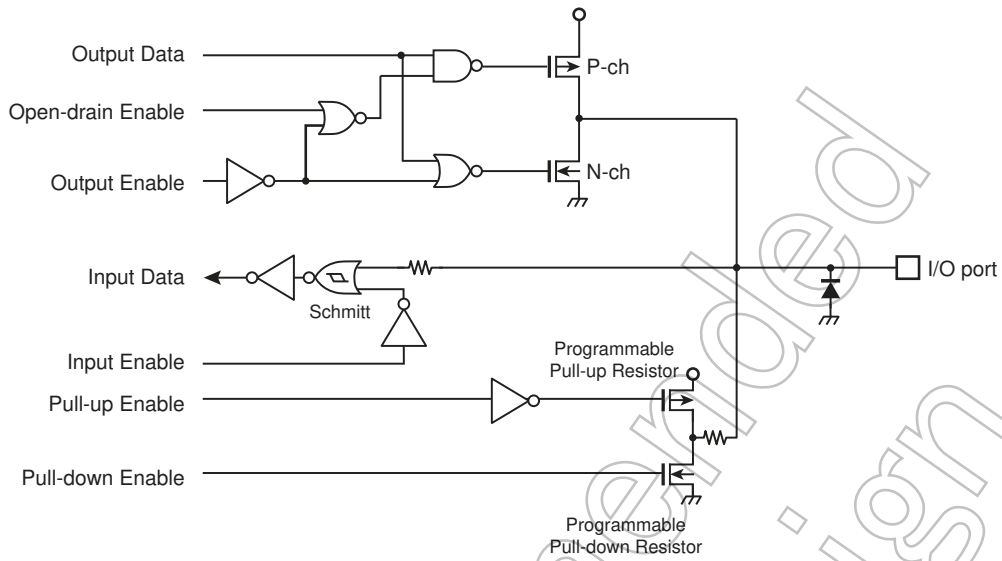 Output Data
P-ch
Open-drain Enable
Output Enable
N-ch
Input Data
Schmitt
I/O port
Input Enable
Programmable
Pull-up Resistor
Pull-up Enable
Pull-down Enable
Programmable
Pull-down Resistor